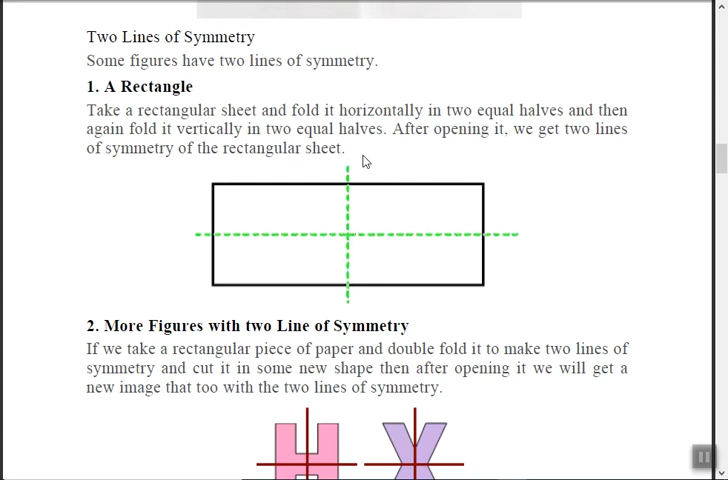 Two Lines of Symmetry
Some figures have two lines of symmetry.
1. A Rectangle
Take a rectangular sheet and fold it horizontally in two equal halves and then
again fold it vertically in two equal halves. After opening it, we get two lines
of symmetry of the rectangular sheet.
2. More Figures with two Line of Symmetry
If we take a rectangular piece of paper and double fold it to make two lines of
symmetry and cut it in some new shape then after opening it we will get a
new image that too with the two lines of symmetry.
H X